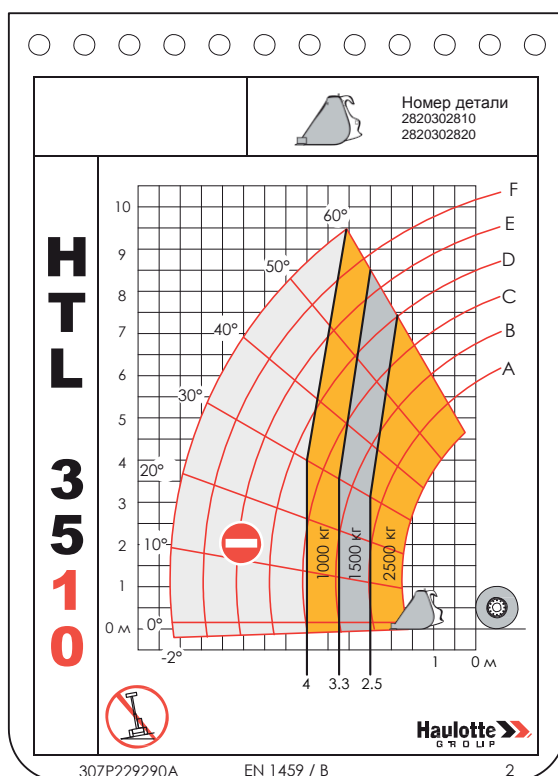 Номер детали
2820302810
2820302820
HTL 3510
10
9
8
7
6
5
4
3
2
1
0 м
60°
50°
40°
30°
20°
10°
0°
-2°
F
E
D
C
B
A
1000 кг
1500 кг
2500 кг
4
3.3
2.5
1
0 м
Haulotte
GROUP
307P229290A
EN 1459 / B
2